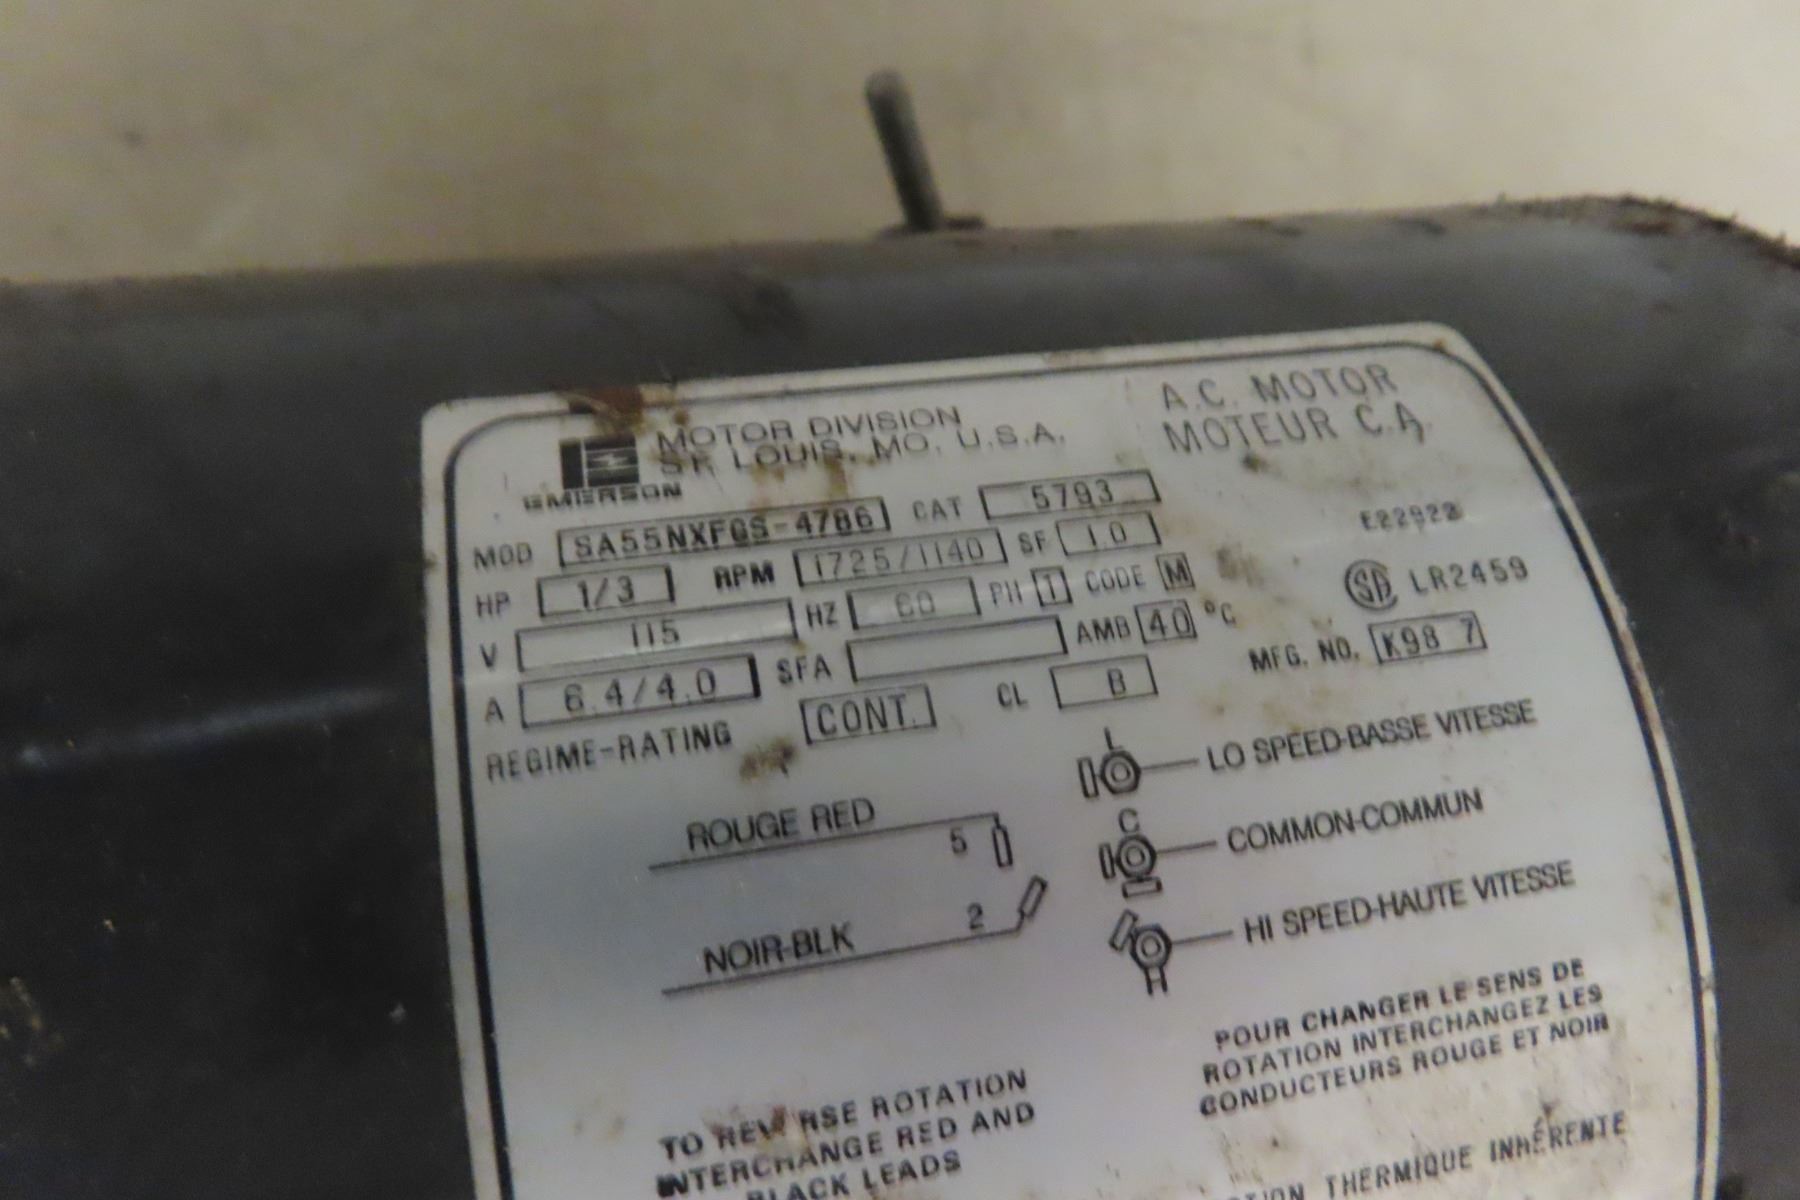 MOTOR DIVISION
ST. LOUIS, MO. U.S.A.
EMERSON
A.C. MOTOR
MOTEUR C.A.
MOD SA55NXFGS-4786 CAT 5793
HP 1/3 RPM 1725/1140 SF 1.0
V 115 HZ 60 PH 1 CODE M
A 6.4/4.0 SFA AMB 40 °C
REGIME-RATING CONT. CL B
E22922
SA LR2459
MFG. NO. K98 7
ROUGE RED
5
NOIR-BLK
2
L
LO SPEED-BASSE VITESSE
C
COMMON-COMMUN
H
HI SPEED-HAUTE VITESSE
TO REVERSE ROTATION
INTERCHANGE RED AND
BLACK LEADS
POUR CHANGER LE SENS DE
ROTATION INTERCHANGEZ LES
CONDUCTEURS ROUGE ET NOIR
THERMIQUE INHÉRENTE